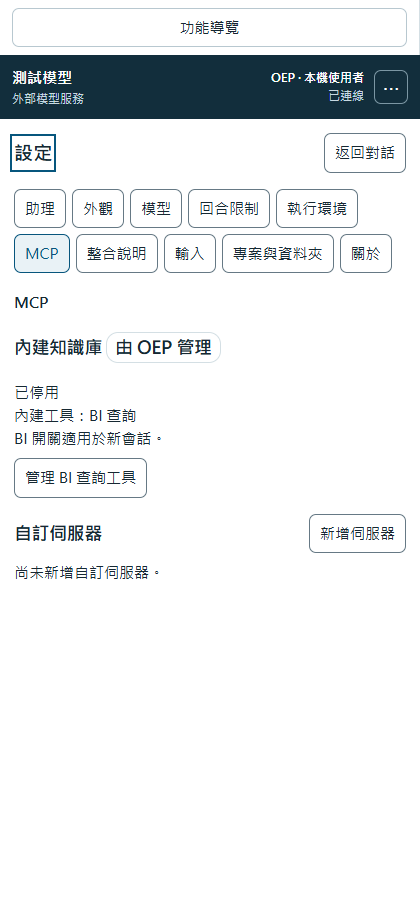 功能導覽
測試模型
外部模型服務
OEP · 本機使用者
已連線
...
設定
返回對話
助理 外觀 模型 回合限制 執行環境
MCP 整合說明 輸入 專案與資料夾 關於
MCP
內建知識庫 由 OEP 管理
已停用
內建工具：BI 查詢
BI 開關適用於新會話。
管理 BI 查詢工具
自訂伺服器 新增伺服器
尚未新增自訂伺服器。